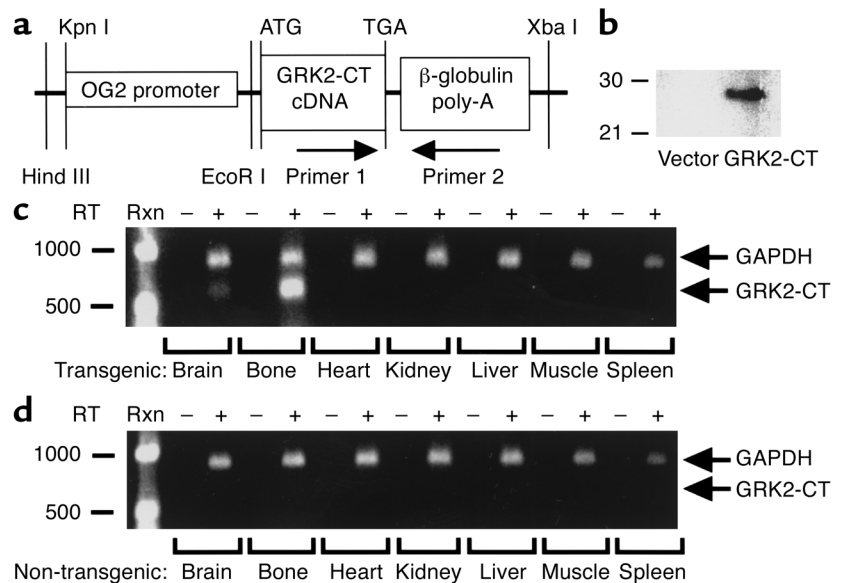 a
Kpn I
ATG
TGA
Xba I
OG2 promoter
GRK2-CT
cDNA
β-globulin
poly-A
Hind III
EcoR I
Primer 1
Primer 2
b
30
21
Vector GRK2-CT
c
RT Rxn – + – + – + – + – + – + – +
1000
500
GAPDH
GRK2-CT
Transgenic: Brain Bone Heart Kidney Liver Muscle Spleen
d
RT Rxn – + – + – + – + – + – + – +
1000
500
GAPDH
GRK2-CT
Non-transgenic: Brain Bone Heart Kidney Liver Muscle Spleen